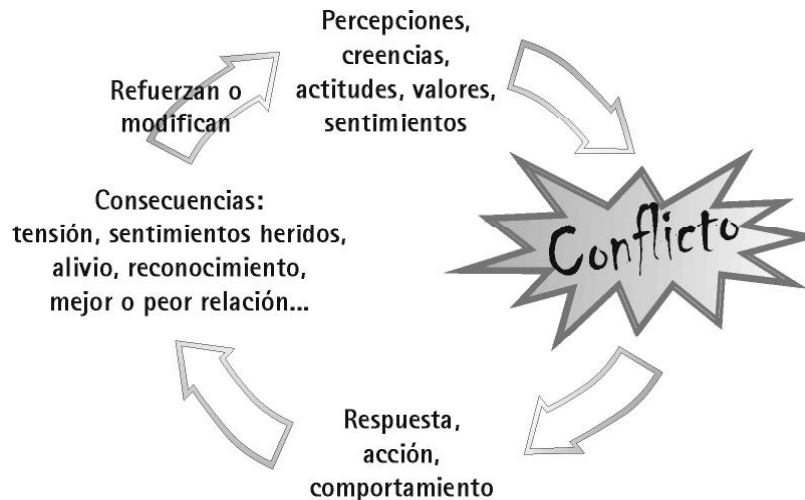 Percepciones,
creencias,
actitudes, valores,
sentimientos
Conflicto
Respuesta,
acción,
comportamiento
Consecuencias:
tensión, sentimientos heridos,
alivio, reconocimiento,
mejor o peor relación...
Refuerzan o
modifican